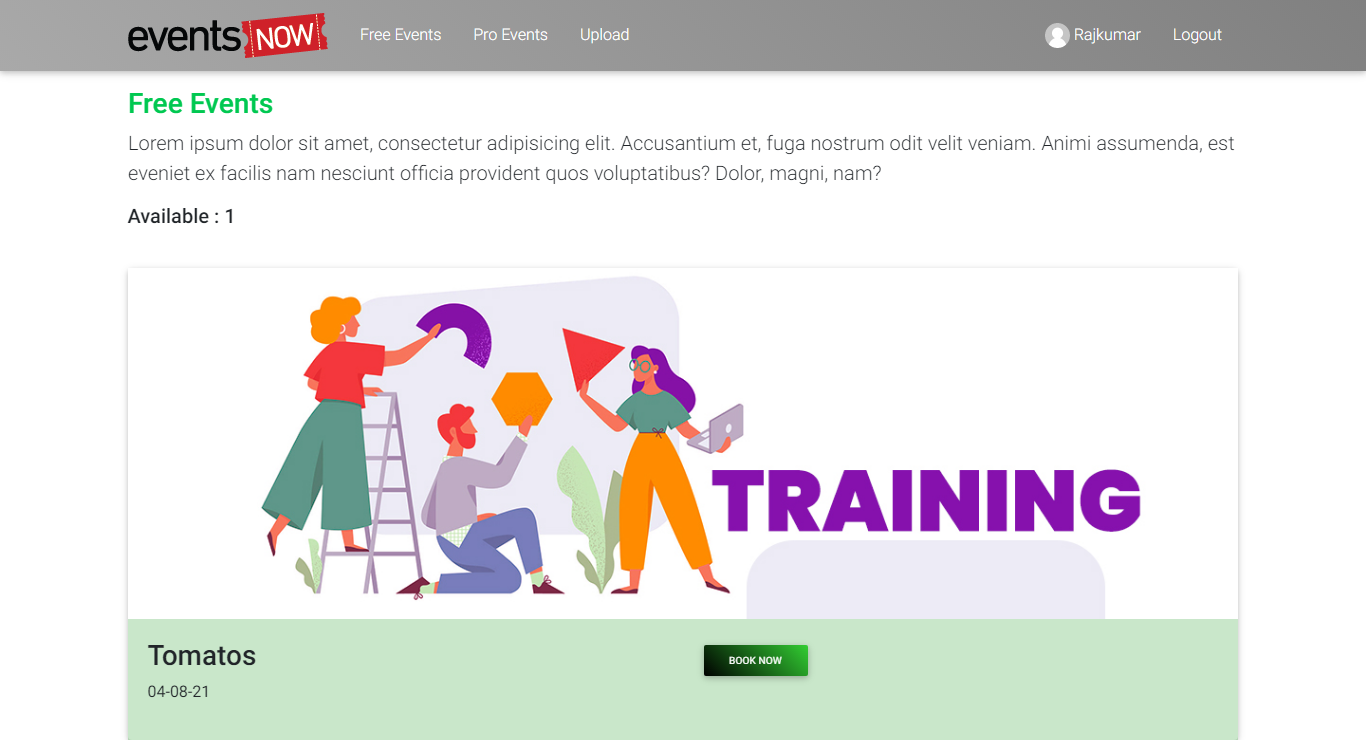 events NOW Free Events Pro Events Upload Rajkumar Logout
Free Events
Lorem ipsum dolor sit amet, consectetur adipisicing elit. Accusantium et, fuga nostrum odit velit veniam. Animi assumenda, est
eveniet ex facilis nam nesciunt officia provident quos voluptatibus? Dolor, magni, nam?
Available : 1
TRAINING
Tomatos
BOOK NOW
04-08-21